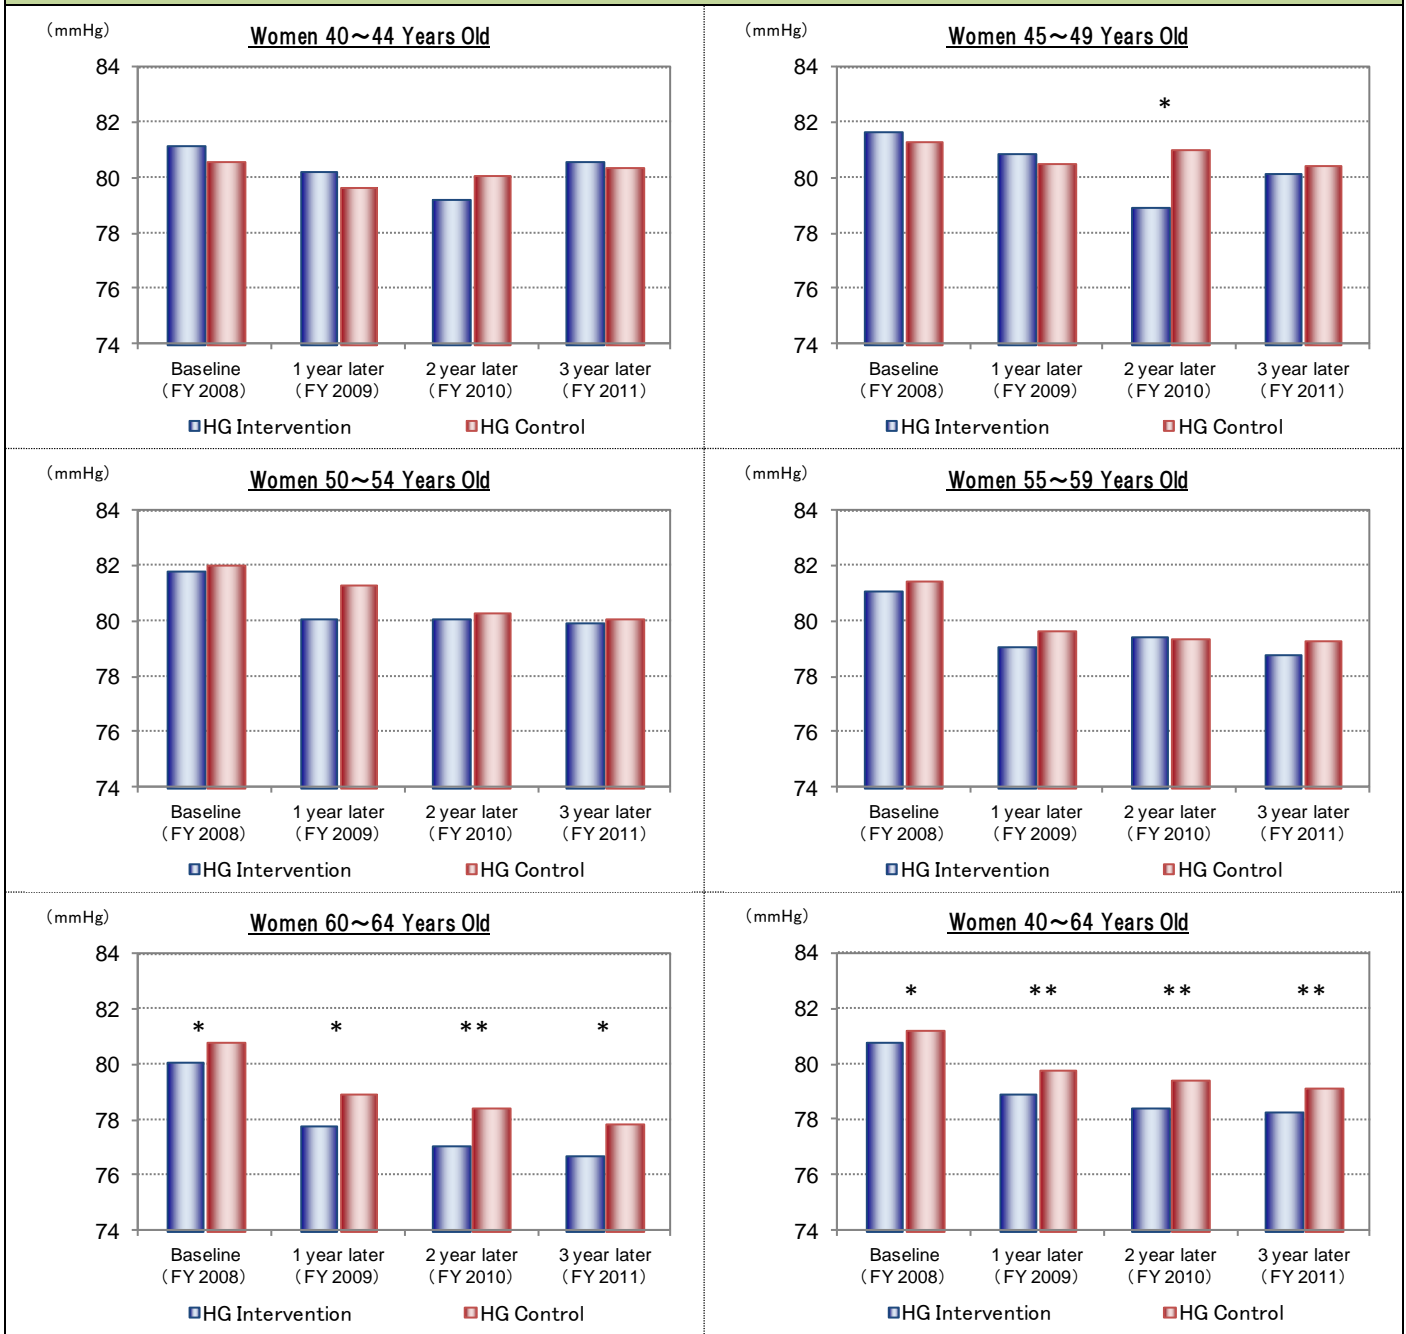 (mmHg)
Women 40～44 Years Old
84
82
80
78
76
74
Baseline 1 year later 2 year later 3 year later
(FY 2008) (FY 2009) (FY 2010) (FY 2011)
HG Intervention HG Control
(mmHg)
Women 45～49 Years Old
84
*
82
80
78
76
74
Baseline 1 year later 2 year later 3 year later
(FY 2008) (FY 2009) (FY 2010) (FY 2011)
HG Intervention HG Control
(mmHg)
Women 50～54 Years Old
84
82
80
78
76
74
Baseline 1 year later 2 year later 3 year later
(FY 2008) (FY 2009) (FY 2010) (FY 2011)
HG Intervention HG Control
(mmHg)
Women 55～59 Years Old
84
82
80
78
76
74
Baseline 1 year later 2 year later 3 year later
(FY 2008) (FY 2009) (FY 2010) (FY 2011)
HG Intervention HG Control
(mmHg)
Women 60～64 Years Old
84
82
* * ** *
80
78
76
74
Baseline 1 year later 2 year later 3 year later
(FY 2008) (FY 2009) (FY 2010) (FY 2011)
HG Intervention HG Control
(mmHg)
Women 40～64 Years Old
84
* ** ** **
82
80
78
76
74
Baseline 1 year later 2 year later 3 year later
(FY 2008) (FY 2009) (FY 2010) (FY 2011)
HG Intervention HG Control